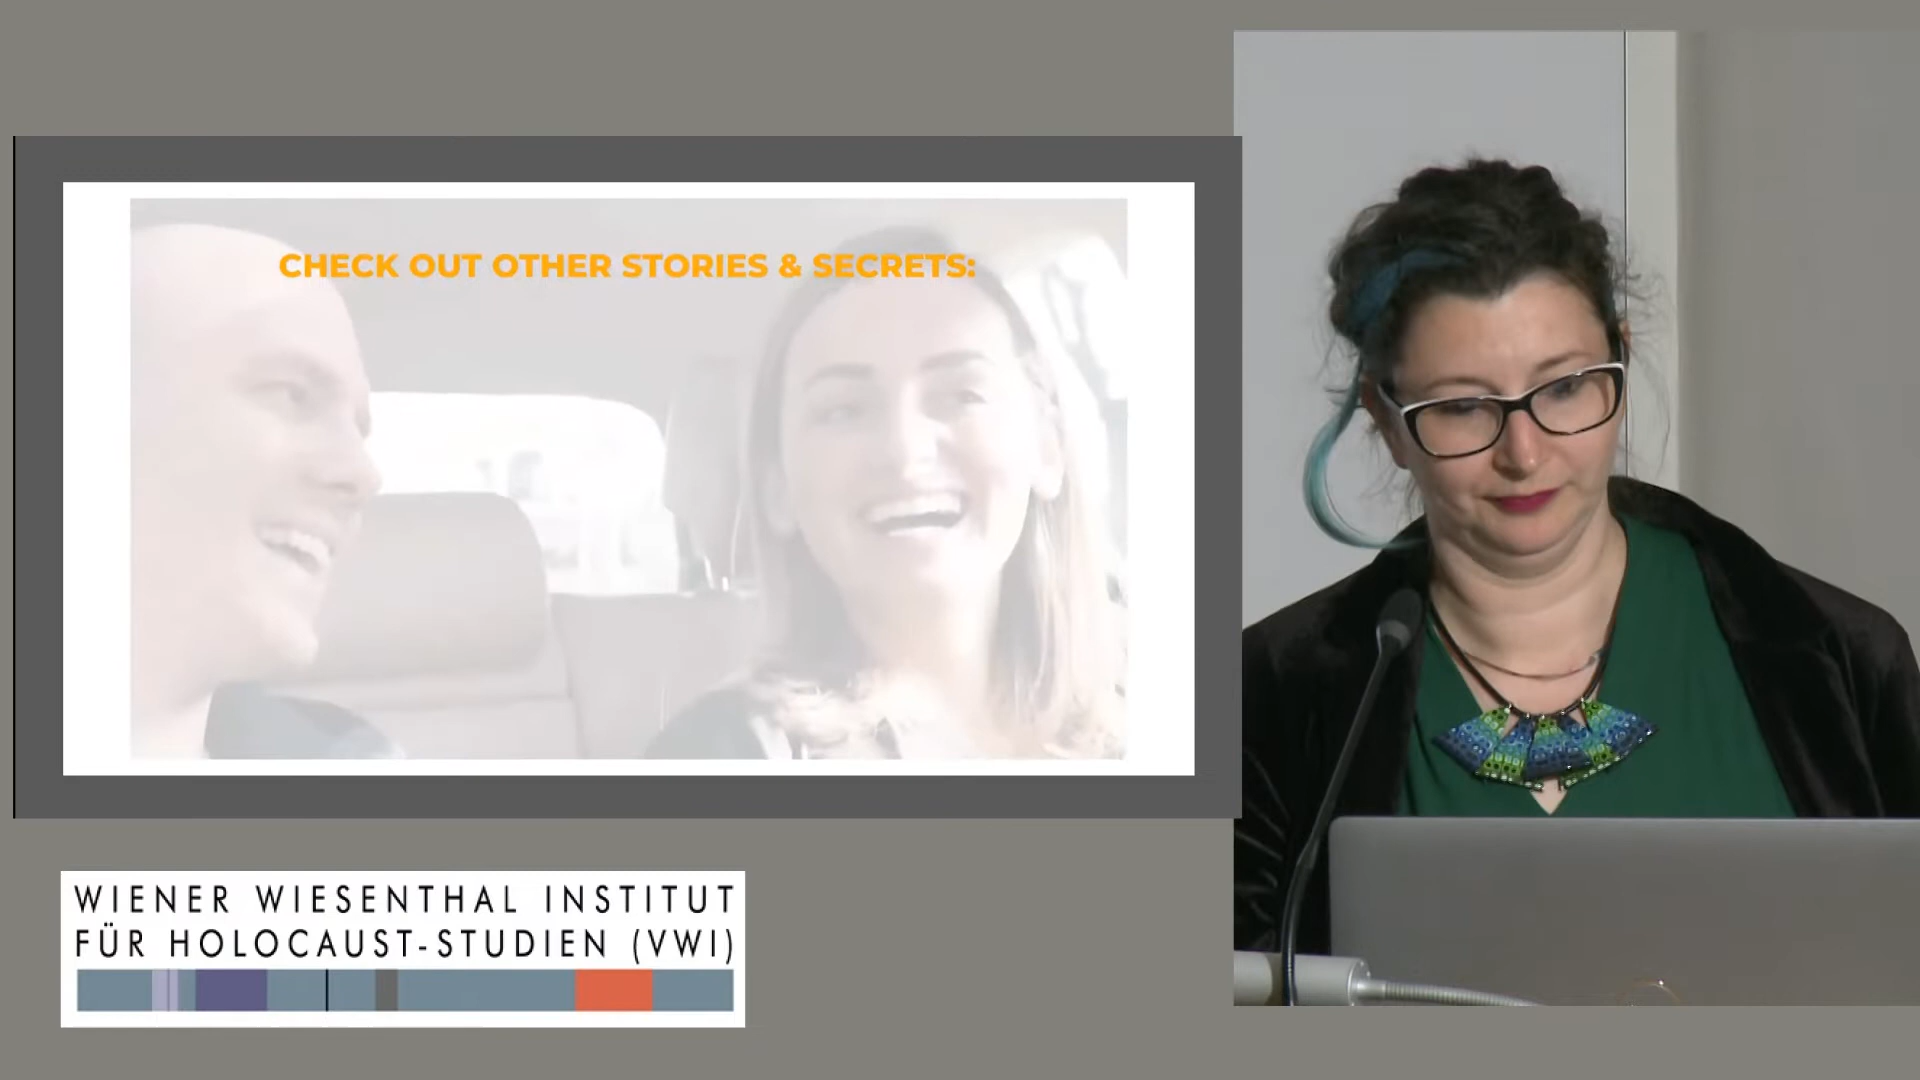 CHECK OUT OTHER STORIES & SECRETS:
WIENER WIESENTHAL INSTITUT
FÜR HOLOCAUST-STUDIEN (VWI)